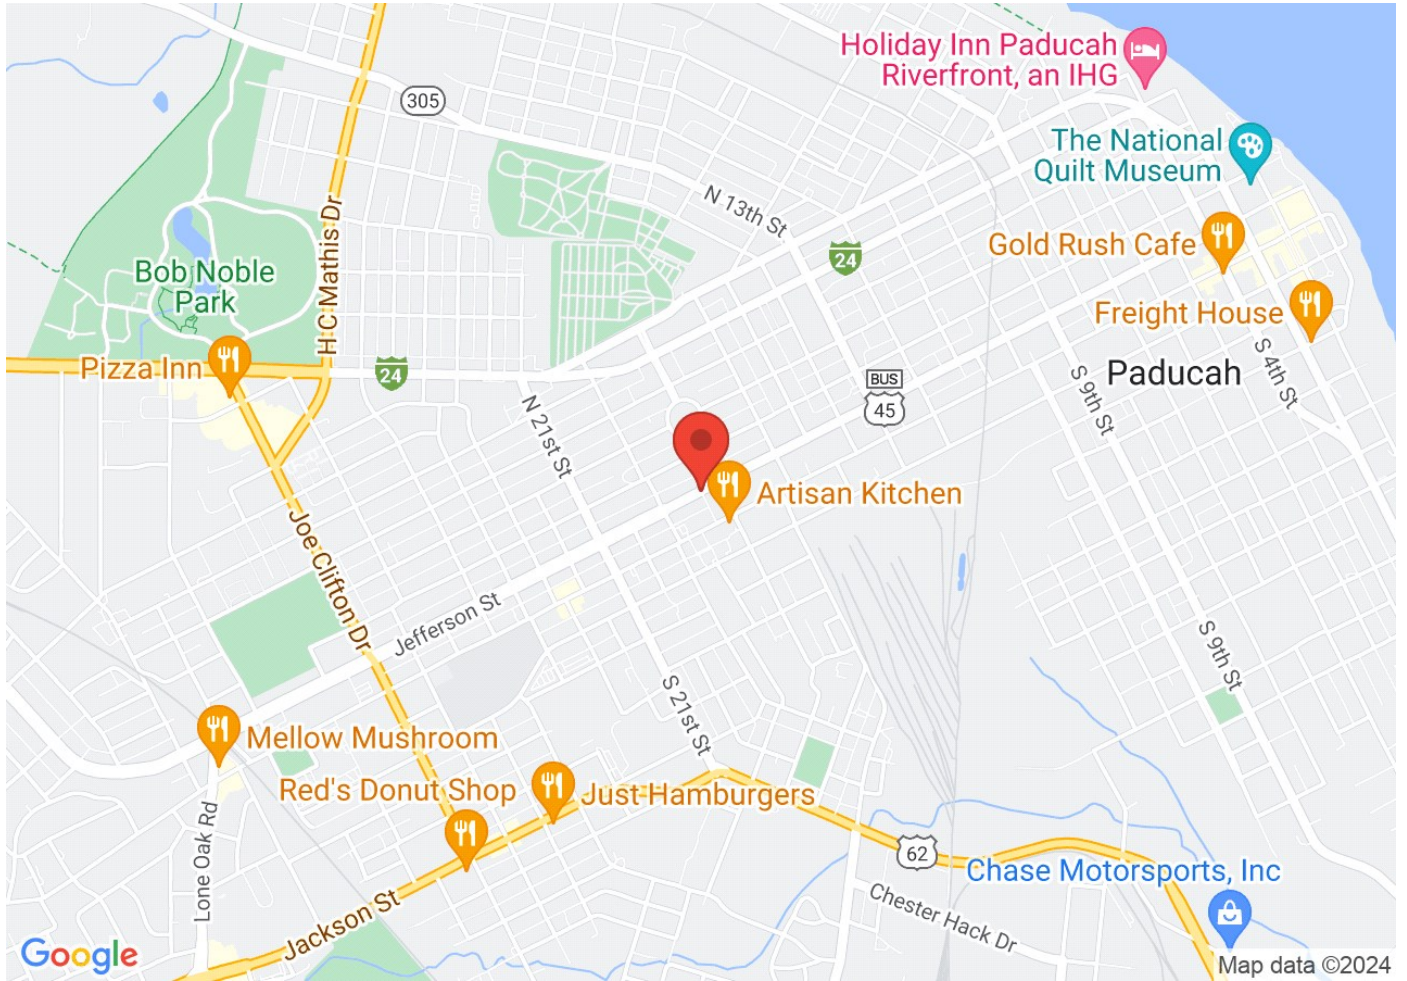 Holiday Inn Paducah
Riverfront, an IHG
305
The National
Quilt Museum
N 13th St
H C Mathis Dr
Gold Rush Cafe
24
Bob Noble
Park
Freight House
Pizza Inn
24
S 4th St
Paducah
BUS
45
S 9th St
N 21st St
Artisan Kitchen
Joe Clifton Dr
Jefferson St
S 9th St
S 21st St
Mellow Mushroom
Red's Donut Shop
Just Hamburgers
Lone Oak Rd
62
Chase Motorsports, Inc
Chester Hack Dr
Jackson St
Google
Map data ©2024